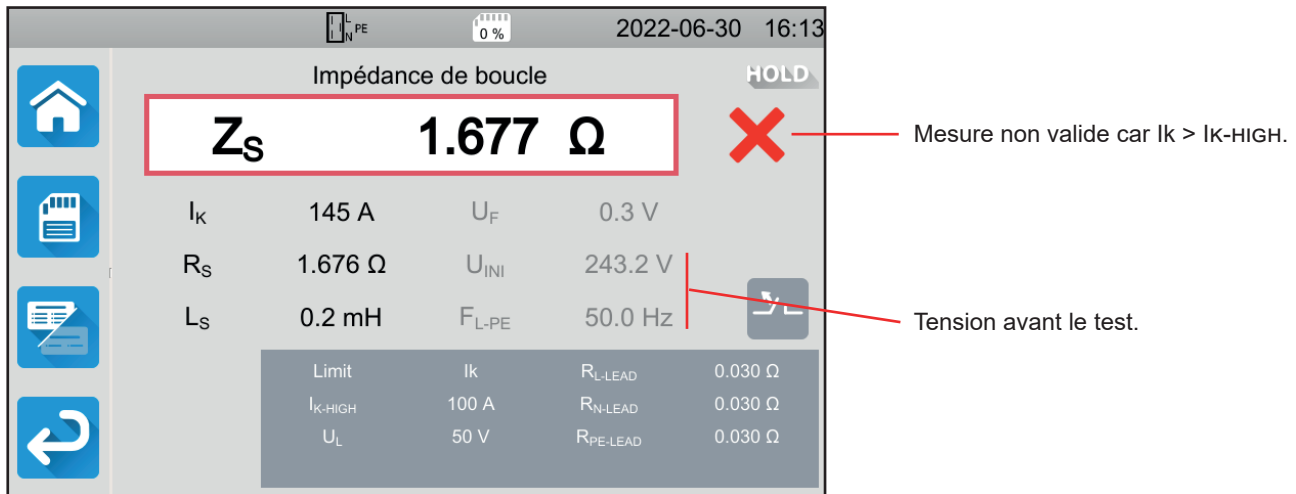 L
N PE
0 %
2022-06-30 16:13
Impédance de boucle
HOLD
ZS 1.677 Ω
Mesure non valide car Ik > IK-HIGH.
IK 145 A UF 0.3 V
RS 1.676 Ω UINI 243.2 V
LS 0.2 mH FL-PE 50.0 Hz
Tension avant le test.
Limit Ik RL-LEAD 0.030 Ω
IK-HIGH 100 A RN-LEAD 0.030 Ω
UL 50 V RPE-LEAD 0.030 Ω